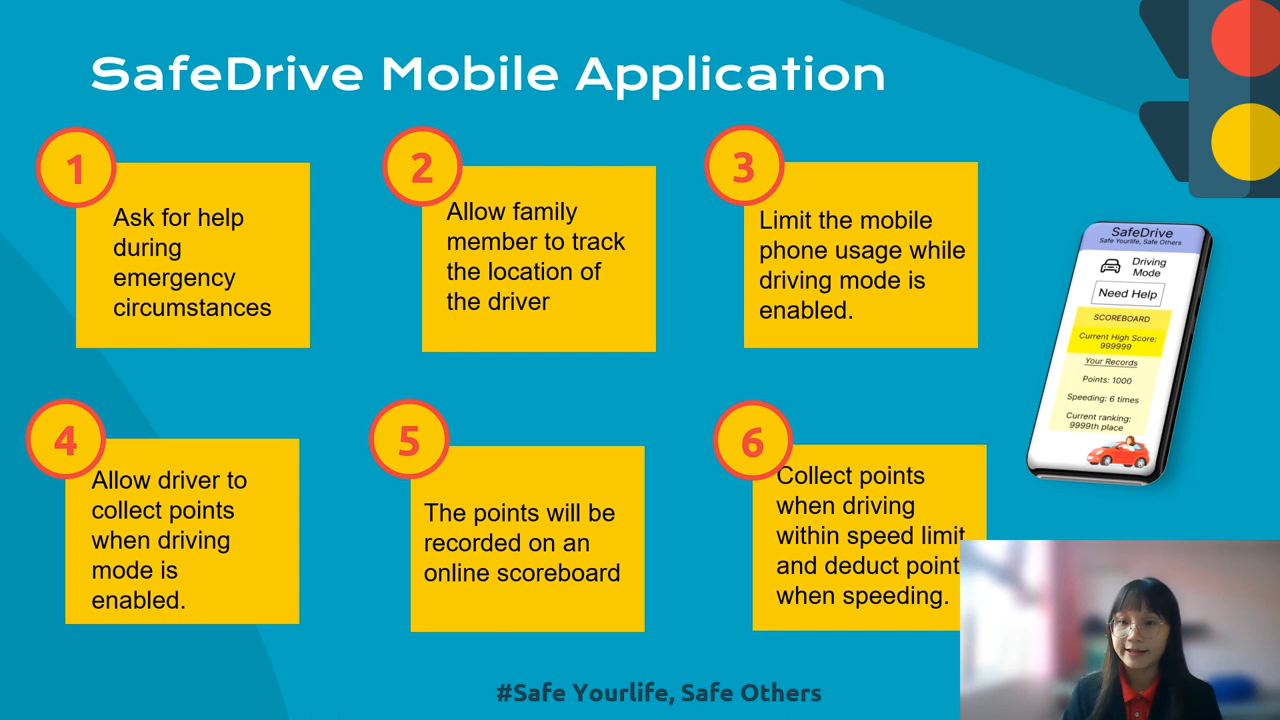 SafeDrive Mobile Application
1
Ask for help
during
emergency
circumstances
2
Allow family
member to track
the location of
the driver
3
Limit the mobile
phone usage while
driving mode is
enabled.
SafeDrive
Safe Yourlife, Safe Others
Driving
Mode
Need Help
SCOREBOARD
Current High Score:
999999
Your Records
Points: 1000
Speeding: 6 times
Current ranking:
9999th place
4
Allow driver to
collect points
when driving
mode is
enabled.
5
The points will be
recorded on an
online scoreboard
6
Collect points
when driving
within speed limit
and deduct point
when speeding.
#Safe Yourlife, Safe Others